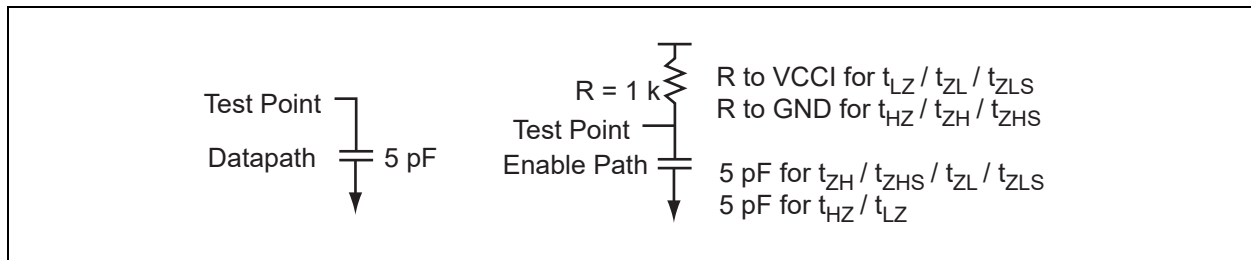 Test Point
Datapath
5 pF
R = 1 k
Test Point
Enable Path
R to VCCI for tLZ / tZL / tZLS
R to GND for tHZ / tZH / tZHS
5 pF for tZH / tZHS / tZL / tZLS
5 pF for tHZ / tLZ